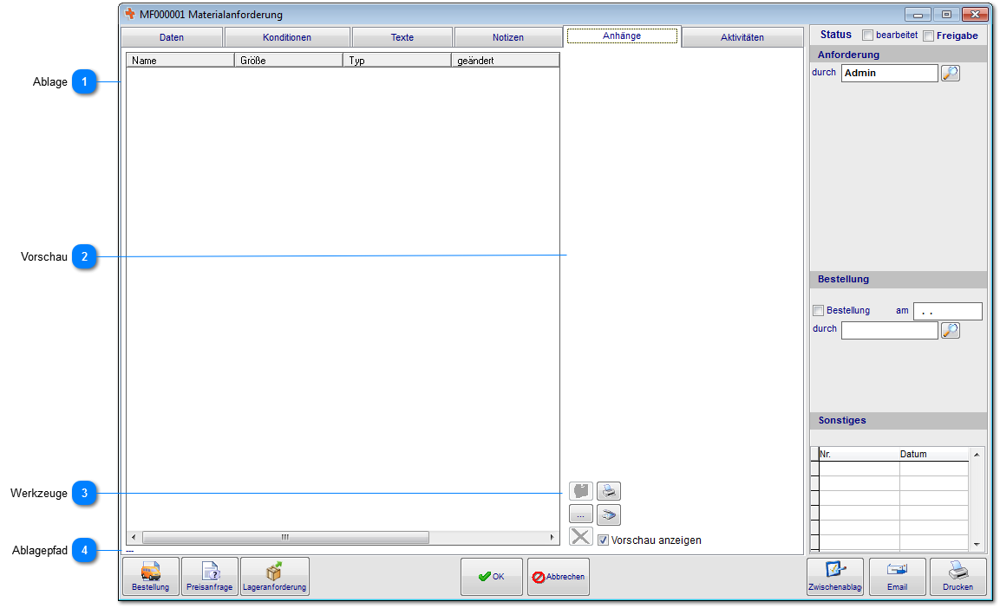 MF000001 Materialanforderung
Daten Konditionen Texte Notizen Anhänge Aktivitäten
Status bearbeitet Freigabe
Anforderung
durch Admin
Name Größe Typ geändert
Ablage 1
Vorschau 2
Bestellung
Bestellung am . .
durch
Sonstiges
Nr. Datum
Werkzeuge 3
...
Vorschau anzeigen
Ablagepfad 4
---
Bestellung Preisanfrage Lageranforderung OK Abbrechen Zwischenablag Email Drucken